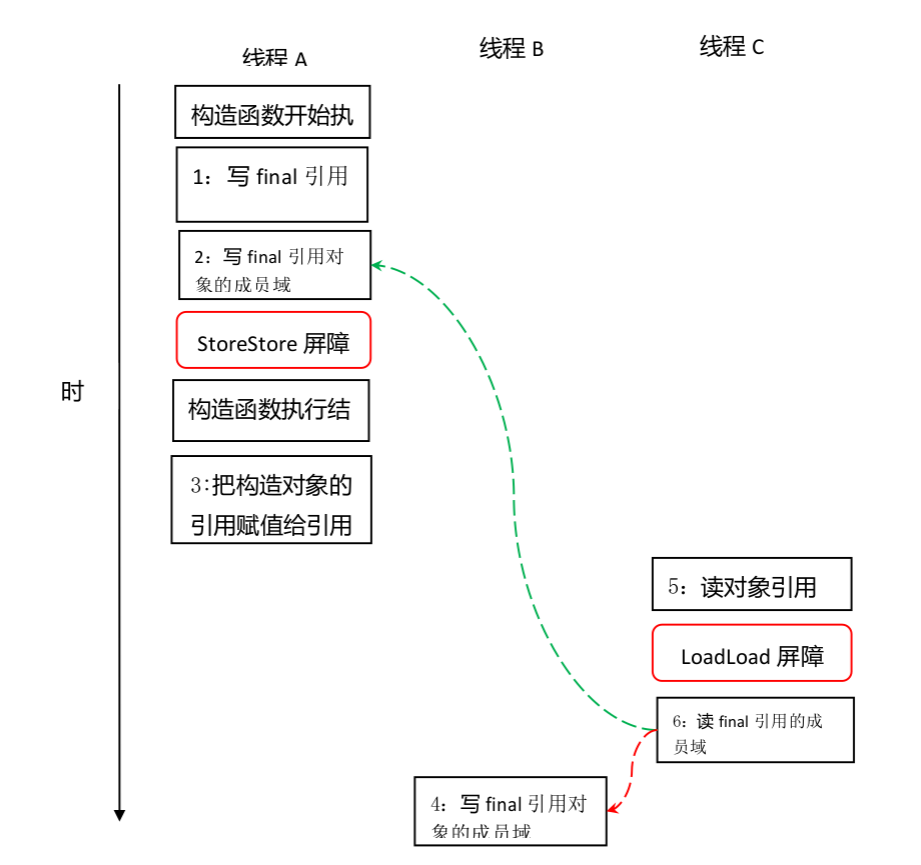 线程 A
线程 B
线程 C
构造函数开始执
1：写 final 引用
2：写 final 引用对
象的成员域
StoreStore 屏障
时
构造函数执行结
3:把构造对象的
引用赋值给引用
5：读对象引用
LoadLoad 屏障
6：读 final 引用的成
员域
4：写 final 引用对
象的成员域